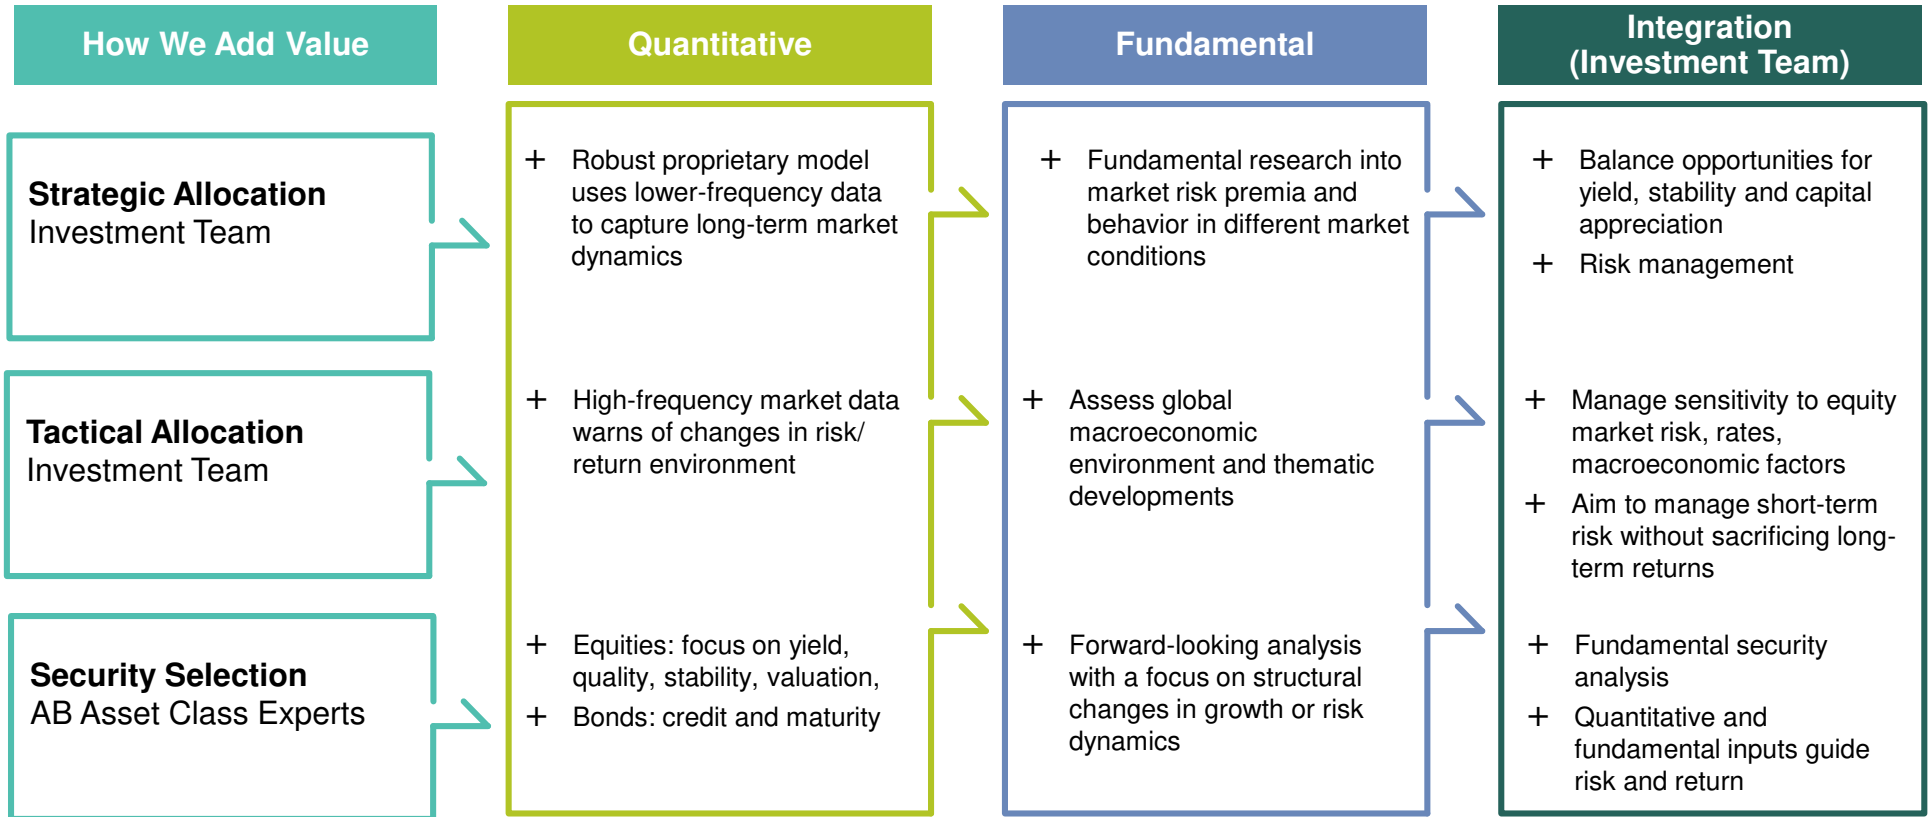 How We Add Value
Quantitative
Fundamental
Integration
(Investment Team)
Strategic Allocation
Investment Team
+ Robust proprietary model
uses lower-frequency data
to capture long-term market
dynamics
+ Fundamental research into
market risk premia and
behavior in different market
conditions
+ Balance opportunities for
yield, stability and capital
appreciation
+ Risk management
Tactical Allocation
Investment Team
+ High-frequency market data
warns of changes in risk/
return environment
+ Assess global
macroeconomic
environment and thematic
developments
+ Manage sensitivity to equity
market risk, rates,
macroeconomic factors
+ Aim to manage short-term
risk without sacrificing long-
term returns
Security Selection
AB Asset Class Experts
+ Equities: focus on yield,
quality, stability, valuation,
+ Bonds: credit and maturity
+ Forward-looking analysis
with a focus on structural
changes in growth or risk
dynamics
+ Fundamental security
analysis
+ Quantitative and
fundamental inputs guide
risk and return